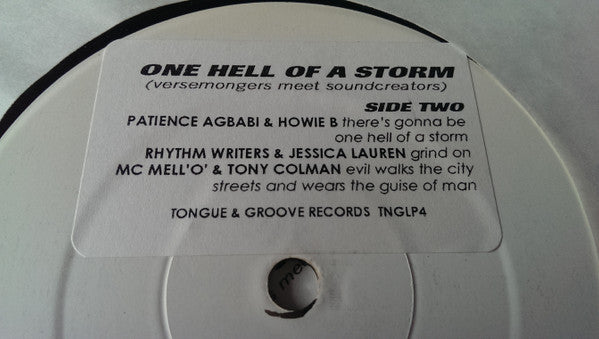 ONE HELL OF A STORM
(versemongers meet soundcreators)
SIDE TWO
PATIENCE AGBABI & HOWIE B there's gonna be
one hell of a storm
RHYTHM WRITERS & JESSICA LAUREN grind on
MC MELL'O' & TONY COLMAN evil walks the city
streets and wears the guise of man
TONGUE & GROOVE RECORDS TNGLP4